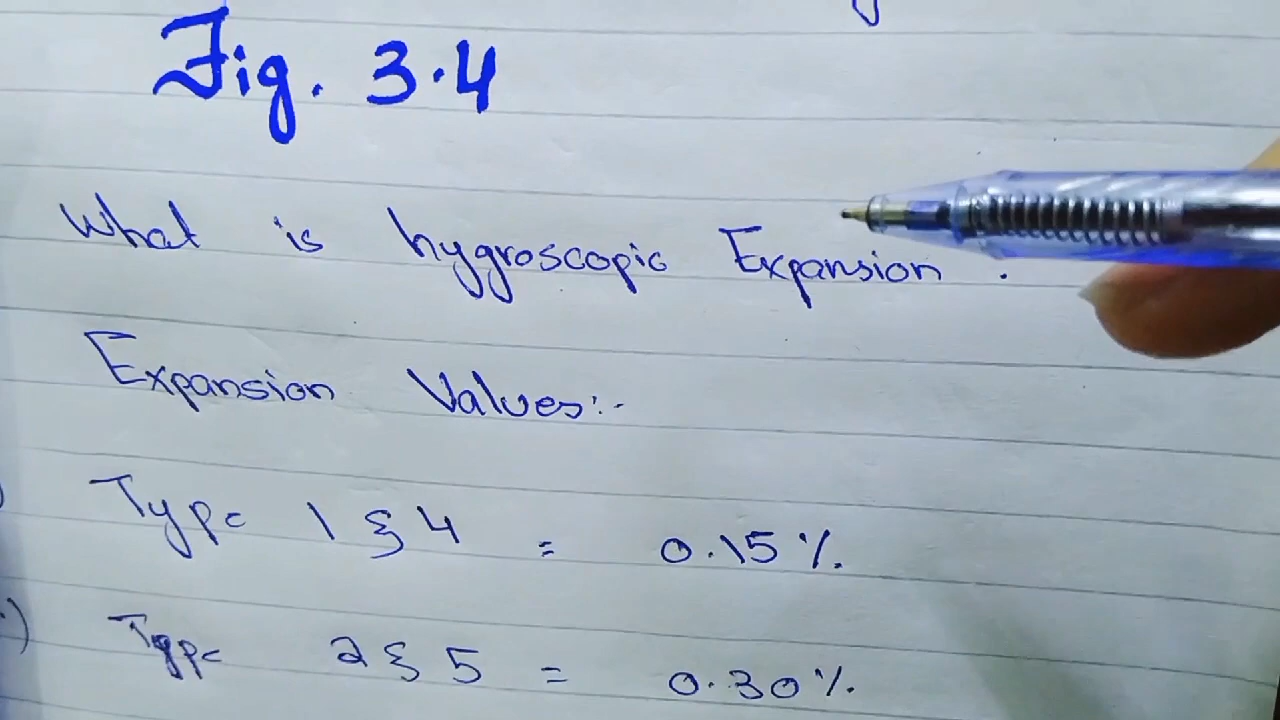 Fig. 3.4
What is hygroscopic Expansion.
Expansion Values:-
Type 1 & 4 = 0.15%.
Type 2 & 5 = 0.30%.